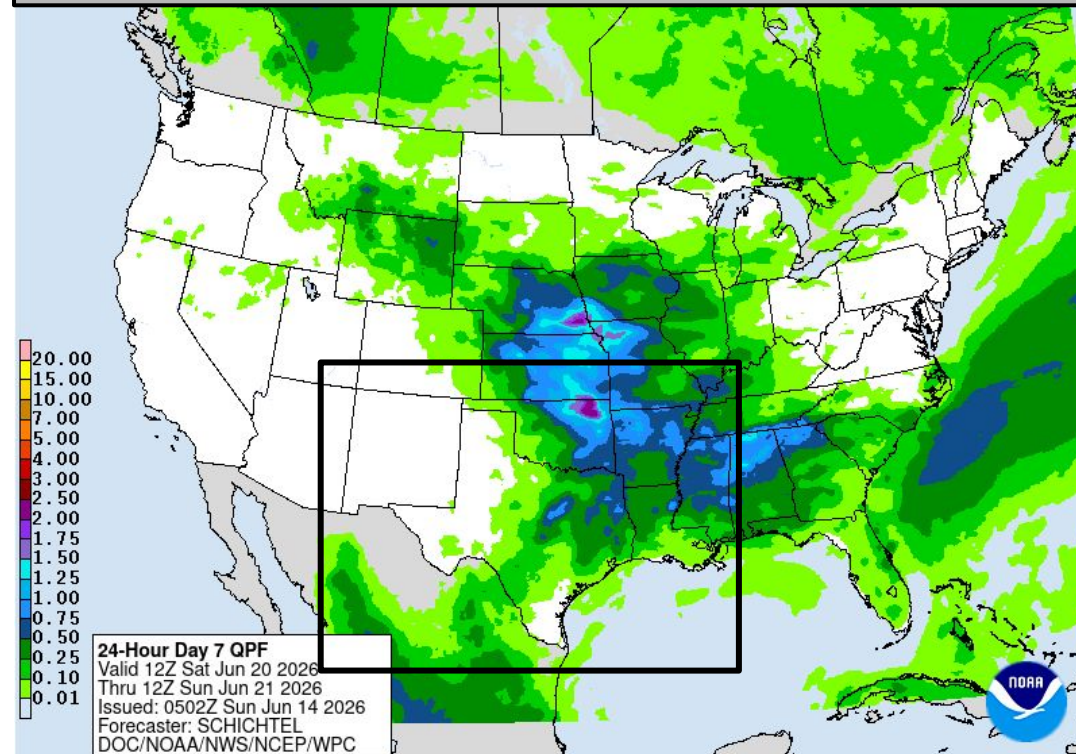 20.00
15.00
10.00
7.00
5.00
4.00
3.00
2.50
2.00
1.75
1.50
1.25
1.00
0.75
0.50
0.25
0.10
0.01
24-Hour Day 7 QPF
Valid 12Z Sat Jun 20 2026
Thru 12Z Sun Jun 21 2026
Issued: 0502Z Sun Jun 14 2026
Forecaster: SCHICHTEL
DOC/NOAA/NWS/NCEP/WPC
NOAA